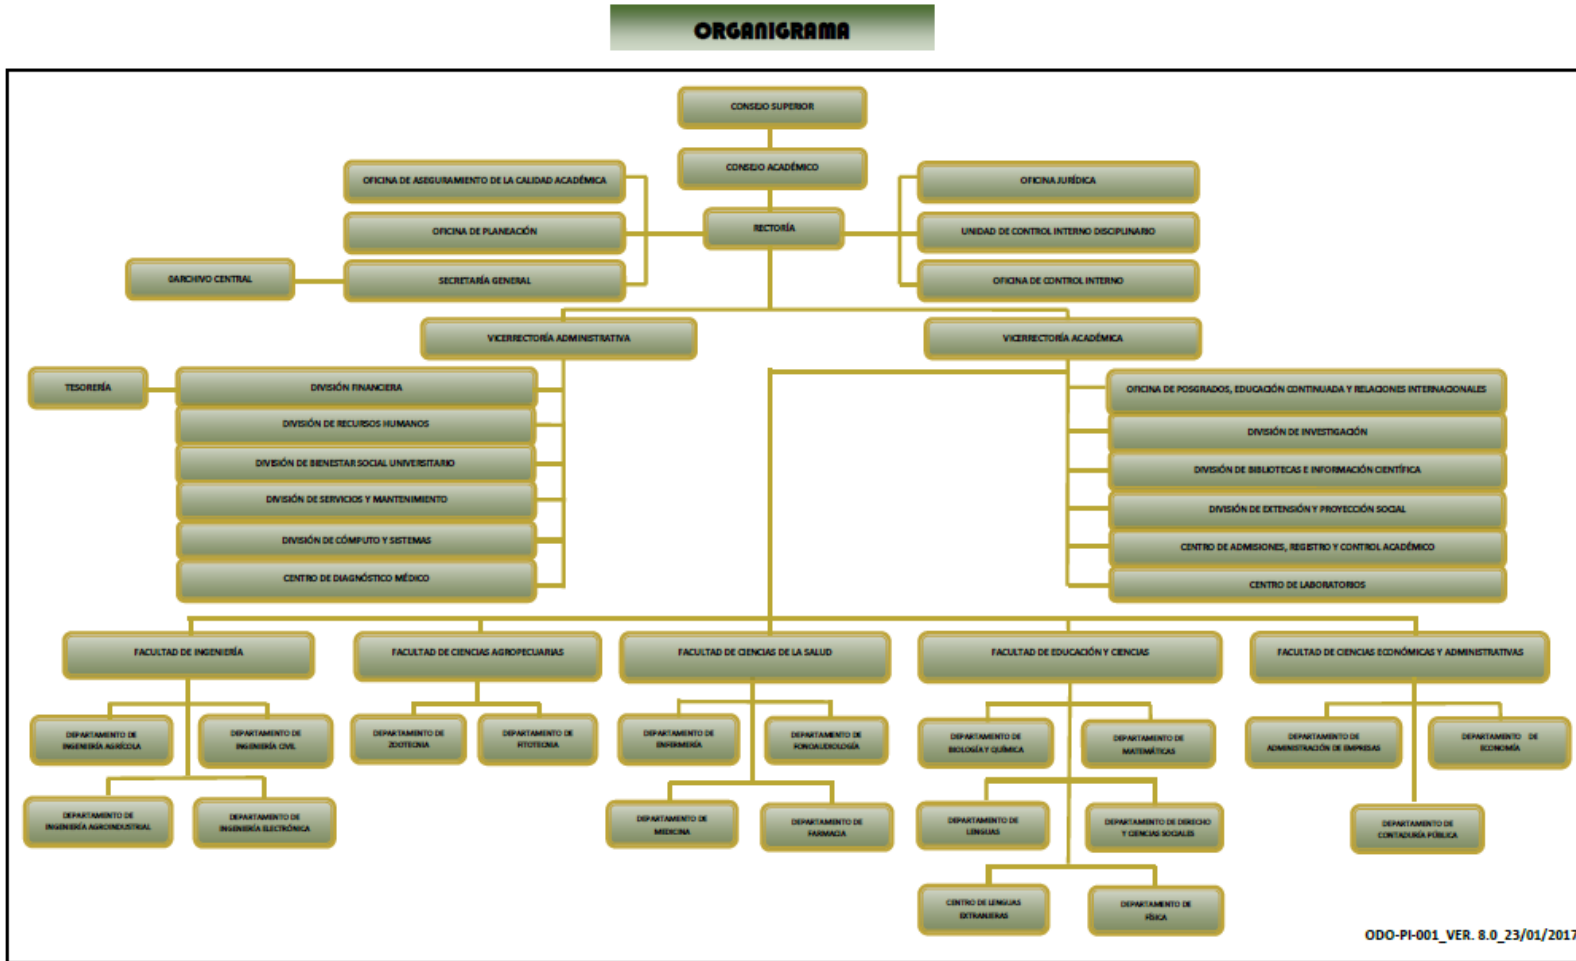 ORGANIGRAMA
CONSEJO SUPERIOR
CONSEJO ACADÉMICO
OFICINA DE ASEGURAMIENTO DE LA CALIDAD ACADÉMICA
OFICINA JURÍDICA
OFICINA DE PLANEACIÓN
RECTORÍA
UNIDAD DE CONTROL INTERNO DISCIPLINARIO
0ARCHIVO CENTRAL
SECRETARÍA GENERAL
OFICINA DE CONTROL INTERNO
VICERRECTORÍA ADMINISTRATIVA
VICERRECTORÍA ACADÉMICA
TESORERÍA
DIVISIÓN FINANCIERA
DIVISIÓN DE RECURSOS HUMANOS
DIVISIÓN DE BIENESTAR SOCIAL UNIVERSITARIO
DIVISIÓN DE SERVICIOS Y MANTENIMIENTO
DIVISIÓN DE CÓMPUTO Y SISTEMAS
CENTRO DE DIAGNÓSTICO MÉDICO
OFICINA DE POSGRADOS, EDUCACIÓN CONTINUADA Y RELACIONES INTERNACIONALES
DIVISIÓN DE INVESTIGACIÓN
DIVISIÓN DE BIBLIOTECAS E INFORMACIÓN CIENTÍFICA
DIVISIÓN DE EXTENSIÓN Y PROYECCIÓN SOCIAL
CENTRO DE ADMISIONES, REGISTRO Y CONTROL ACADÉMICO
CENTRO DE LABORATORIOS
FACULTAD DE INGENIERÍA
FACULTAD DE CIENCIAS AGROPECUARIAS
FACULTAD DE CIENCIAS DE LA SALUD
FACULTAD DE EDUCACIÓN Y CIENCIAS
FACULTAD DE CIENCIAS ECONÓMICAS Y ADMINISTRATIVAS
DEPARTAMENTO DE
INGENIERÍA AGRÍCOLA
DEPARTAMENTO DE
INGENIERÍA CIVIL
DEPARTAMENTO DE
ZOOTECNIA
DEPARTAMENTO DE
FITOTECNIA
DEPARTAMENTO DE
ENFERMERÍA
DEPARTAMENTO DE
FONOAUDIOLOGÍA
DEPARTAMENTO DE
BIOLOGÍA Y QUÍMICA
DEPARTAMENTO DE
MATEMÁTICAS
DEPARTAMENTO DE
ADMINISTRACIÓN DE EMPRESAS
DEPARTAMENTO DE
ECONOMÍA
DEPARTAMENTO DE
INGENIERÍA AGROINDUSTRIAL
DEPARTAMENTO DE
INGENIERÍA ELECTRÓNICA
DEPARTAMENTO DE
MEDICINA
DEPARTAMENTO DE
FARMACIA
DEPARTAMENTO DE
LENGUAS
DEPARTAMENTO DE DERECHO
Y CIENCIAS SOCIALES
DEPARTAMENTO DE
CONTADURÍA PÚBLICA
CENTRO DE LENGUAS
EXTRANJERAS
DEPARTAMENTO DE
FÍSICA
ODO-PI-001_VER. 8.0_23/01/2017